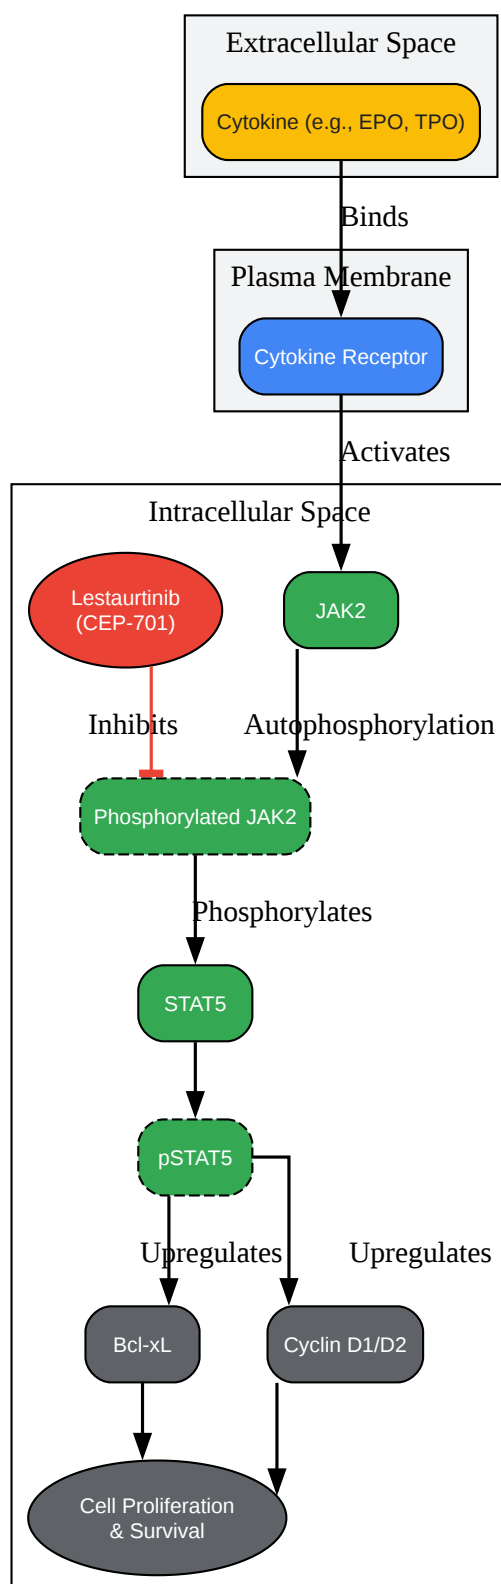 Extracellular Space
Cytokine (e.g., EPO, TPO)
Binds
Plasma Membrane
Cytokine Receptor
Activates
Intracellular Space
Lestaurtinib
(CEP-701)
JAK2
Inhibits
Autophosphorylation
Phosphorylated JAK2
Phosphorylates
STAT5
pSTAT5
Upregulates
Upregulates
Bcl-xL
Cyclin D1/D2
Cell Proliferation
& Survival